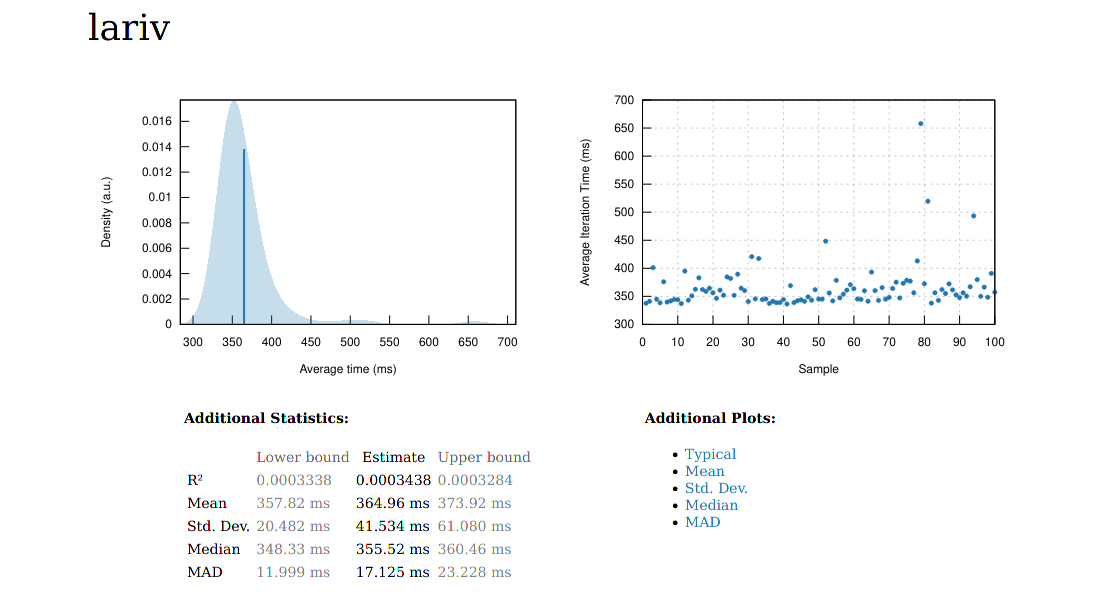 lariv
Density (a.u.)
0.016
0.014
0.012
0.01
0.008
0.006
0.004
0.002
0
300 350 400 450 500 550 600 650 700
Average time (ms)
Average Iteration Time (ms)
700
650
600
550
500
450
400
350
300
0 10 20 30 40 50 60 70 80 90 100
Sample
Additional Statistics:
Lower bound Estimate Upper bound
R² 0.0003338 0.0003438 0.0003284
Mean 357.82 ms 364.96 ms 373.92 ms
Std. Dev. 20.482 ms 41.534 ms 61.080 ms
Median 348.33 ms 355.52 ms 360.46 ms
MAD 11.999 ms 17.125 ms 23.228 ms
Additional Plots:
• Typical
• Mean
• Std. Dev.
• Median
• MAD